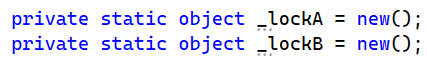 private static object _lockA = new();
private static object _lockB = new();